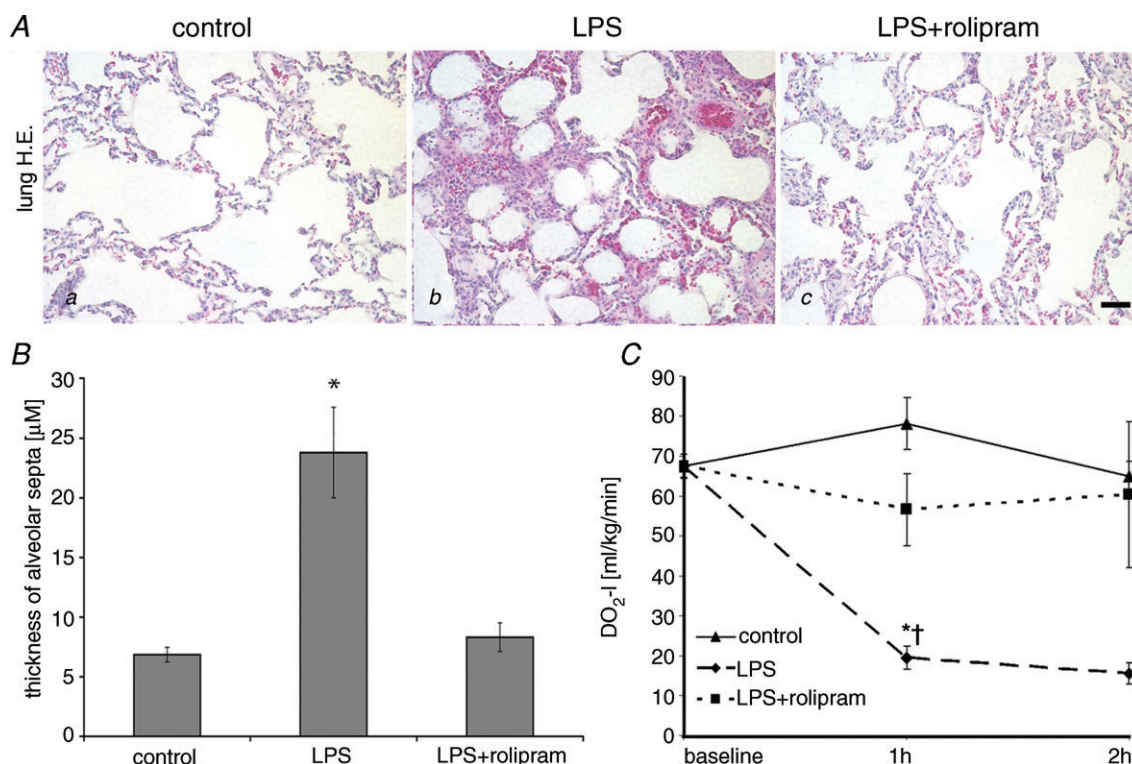 A
control
LPS
LPS+rolipram
lung H.E.
a
b
c
B
thickness of alveolar septa [µM]
30
25
20
15
10
5
0
*
control
LPS
LPS+rolipram
C
DO₂-I [ml/kg/min]
90
80
70
60
50
40
30
20
10
0
*†
control
LPS
LPS+rolipram
baseline
1h
2h